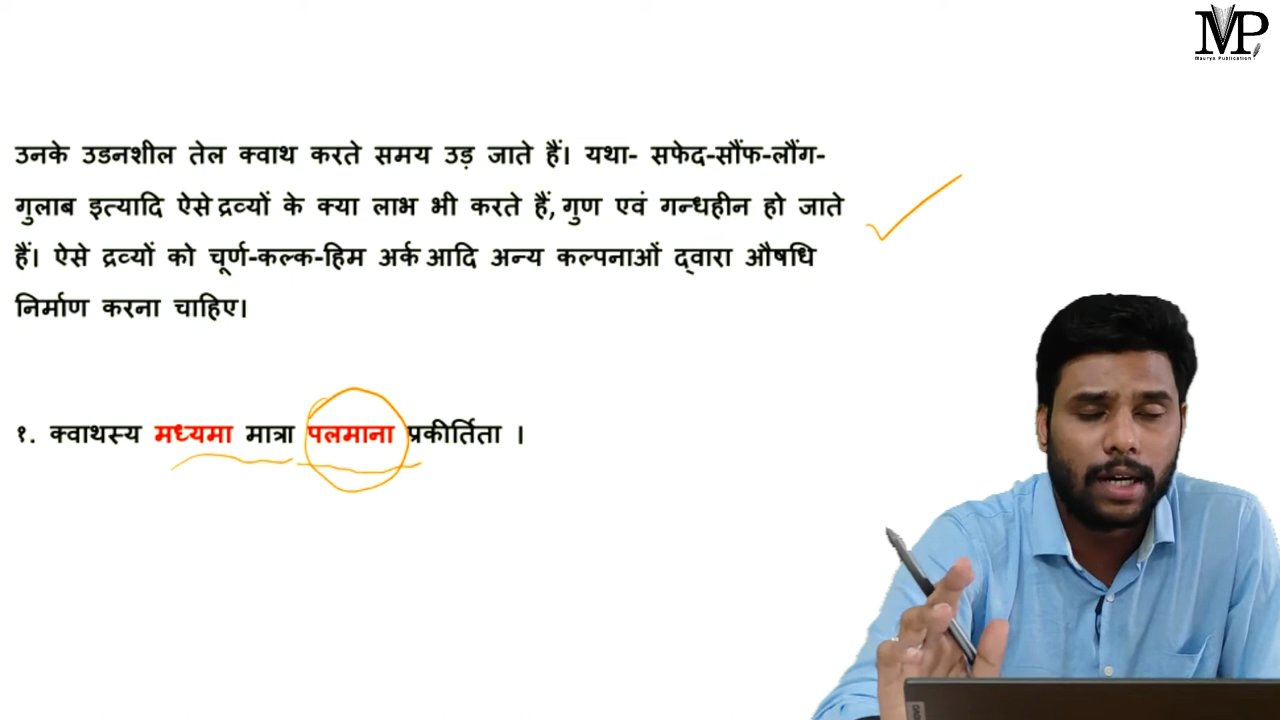 MP
Maurya Publication
उनके उडनशील तेल क्वाथ करते समय उड़ जाते हैं। यथा- सफेद-सौंफ-लौंग-
गुलाब इत्यादि ऐसे द्रव्यों के क्या लाभ भी करते हैं, गुण एवं गन्धहीन हो जाते
हैं। ऐसे द्रव्यों को चूर्ण-कल्क-हिम अर्क आदि अन्य कल्पनाओं द्वारा औषधि
निर्माण करना चाहिए।
१. क्वाथस्य मध्यमा मात्रा पलमाना प्रकीर्तिता ।